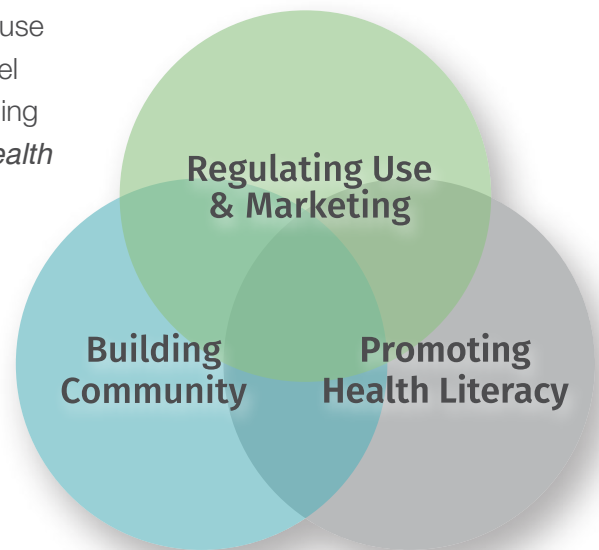 use
el
ing
ealth
Regulating Use
& Marketing
Building
Community
Promoting
Health Literacy